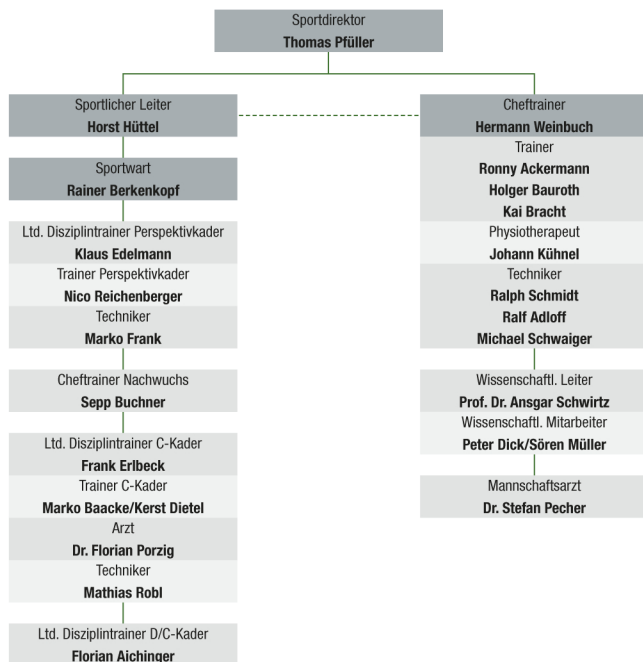 Sportdirektor
Thomas Pfüller
Sportlicher Leiter
Horst Hüttel
Sportwart
Rainer Berkenkopf
Ltd. Disziplintrainer Perspektivkader
Klaus Edelmann
Trainer Perspektivkader
Nico Reichenberger
Techniker
Marko Frank
Cheftrainer Nachwuchs
Sepp Buchner
Ltd. Disziplintrainer C-Kader
Frank Erlbeck
Trainer C-Kader
Marko Baacke/Kerst Dietel
Arzt
Dr. Florian Porzig
Techniker
Mathias Robl
Ltd. Disziplintrainer D/C-Kader
Florian Aichinger
Cheftrainer
Hermann Weinbuch
Trainer
Ronny Ackermann
Holger Bauroth
Kai Bracht
Physiotherapeut
Johann Kühnel
Techniker
Ralph Schmidt
Ralf Adloff
Michael Schwaiger
Wissenschaftl. Leiter
Prof. Dr. Ansgar Schwirtz
Wissenschaftl. Mitarbeiter
Peter Dick/Sören Müller
Mannschaftsarzt
Dr. Stefan Pecher